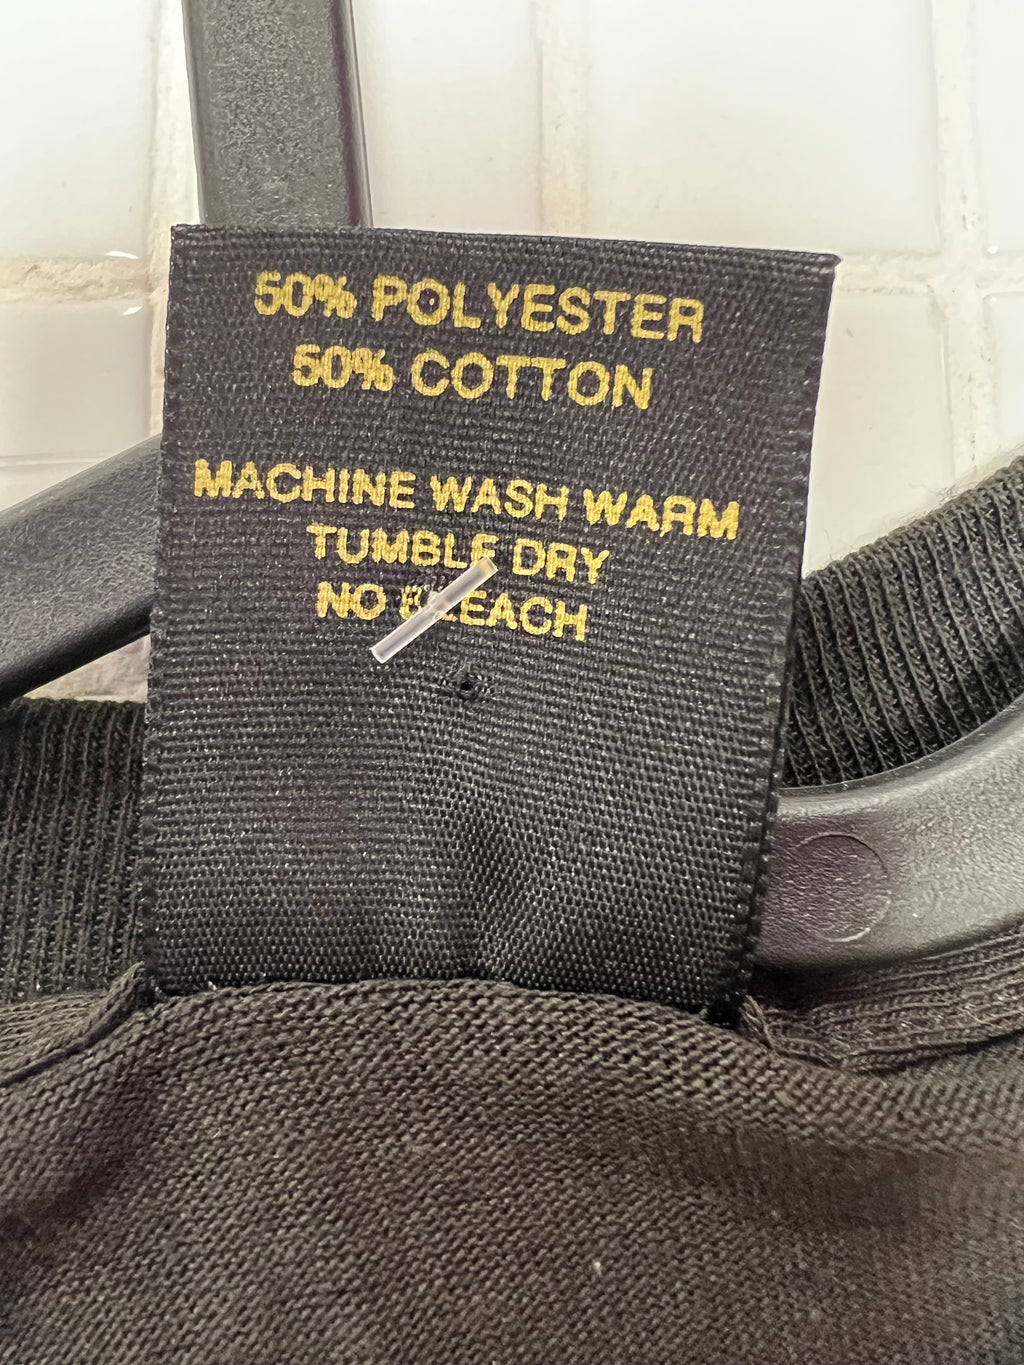 50% POLYESTER
50% COTTON
MACHINE WASH WARM
TUMBLE DRY
NO BLEACH